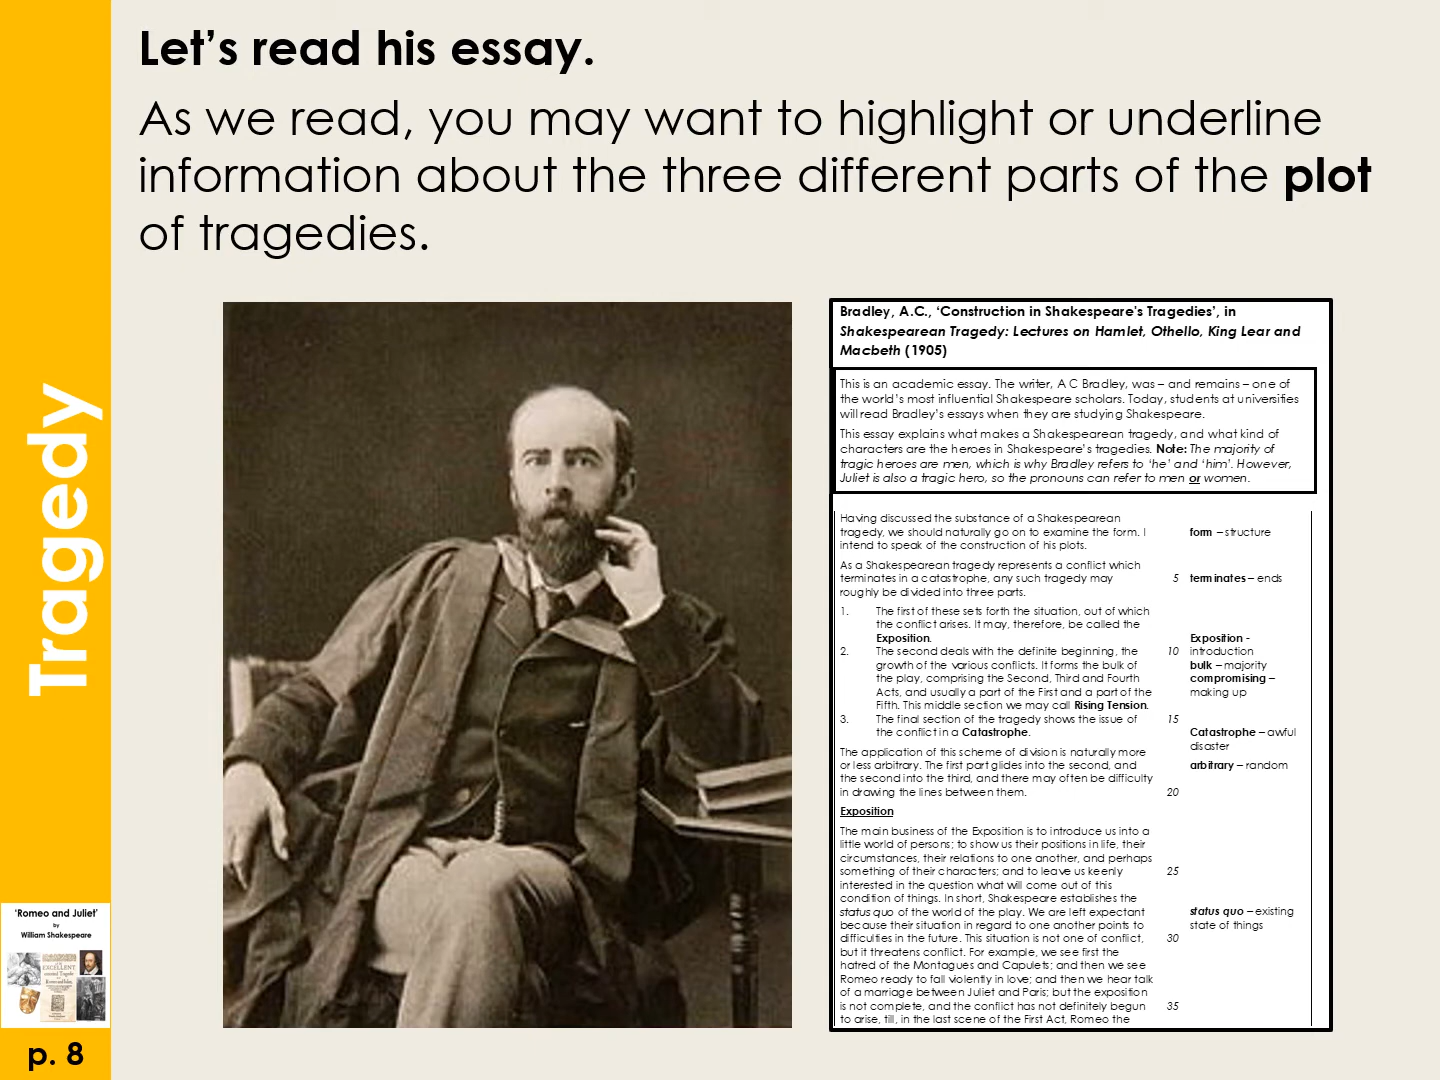 Let’s read his essay.
As we read, you may want to highlight or underline
information about the three different parts of the plot
of tragedies.
Tragedy
‘Romeo and Juliet’
by
William Shakespeare
p. 8
Bradley, A.C., ‘Construction in Shakespeare's Tragedies’, in
Shakespearean Tragedy: Lectures on Hamlet, Othello, King Lear and
Macbeth (1905)
This is an academic essay. The writer, A C Bradley, was – and remains – one of
the world’s most influential Shakespeare scholars. Today, students at universities
will read Bradley’s essays when they are studying Shakespeare.
This essay explains what makes a Shakespearean tragedy, and what kind of
characters are the heroes in Shakespeare’s tragedies. Note: The majority of
tragic heroes are men, which is why Bradley refers to ‘he’ and ‘him’. However,
Juliet is also a tragic hero, so the pronouns can refer to men or women.
Having discussed the substance of a Shakespearean
tragedy, we should naturally go on to examine the form. I
intend to speak of the construction of his plots.
As a Shakespearean tragedy represents a conflict which
terminates in a catastrophe, any such tragedy may
roughly be divided into three parts.
1. The first of these sets forth the situation, out of which
the conflict arises. It may, therefore, be called the
Exposition.
2. The second deals with the definite beginning, the
growth of the various conflicts. It forms the bulk of
the play, comprising the Second, Third and Fourth
Acts, and usually a part of the First and a part of the
Fifth. This middle section we may call Rising Tension.
3. The final section of the tragedy shows the issue of
the conflict in a Catastrophe.
The application of this scheme of division is naturally more
or less arbitrary. The first part glides into the second, and
the second into the third, and there may often be difficulty
in drawing the lines between them.
Exposition
The main business of the Exposition is to introduce us into a
little world of persons; to show us their positions in life, their
circumstances, their relations to one another, and perhaps
something of their characters; and to leave us keenly
interested in the question what will come out of this
condition of things. In short, Shakespeare establishes the
status quo of the world of the play. We are left expectant
because their situation in regard to one another points to
difficulties in the future. This situation is not one of conflict,
but it threatens conflict. For example, we see first the
hatred of the Montagues and Capulets; and then we see
Romeo ready to fall violently in love; and then we hear talk
of a marriage between Juliet and Paris; but the exposition
is not complete, and the conflict has not definitely begun
to arise, till, in the last scene of the First Act, Romeo the
5
10
15
20
25
30
35
form – structure
terminates – ends
Exposition -
introduction
bulk – majority
compromising –
making up
Catastrophe – awful
disaster
arbitrary – random
status quo – existing
state of things